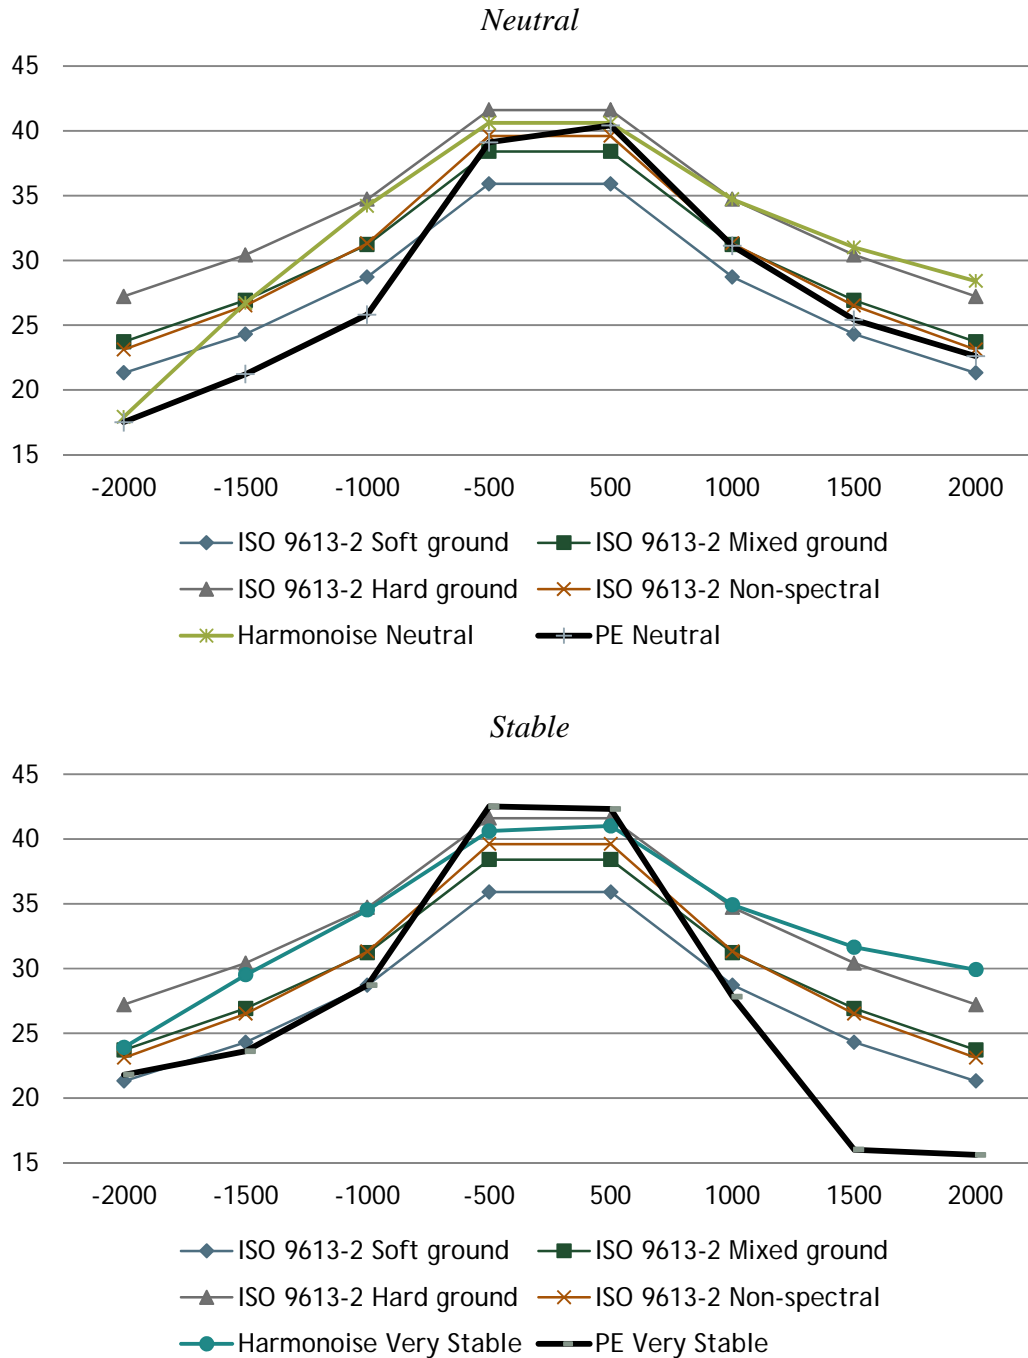 Neutral
45
40
35
30
25
20
15
-2000 -1500 -1000 -500 500 1000 1500 2000
ISO 9613-2 Soft ground ISO 9613-2 Mixed ground
ISO 9613-2 Hard ground ISO 9613-2 Non-spectral
Harmonoise Neutral PE Neutral
Stable
45
40
35
30
25
20
15
-2000 -1500 -1000 -500 500 1000 1500 2000
ISO 9613-2 Soft ground ISO 9613-2 Mixed ground
ISO 9613-2 Hard ground ISO 9613-2 Non-spectral
Harmonoise Very Stable PE Very Stable